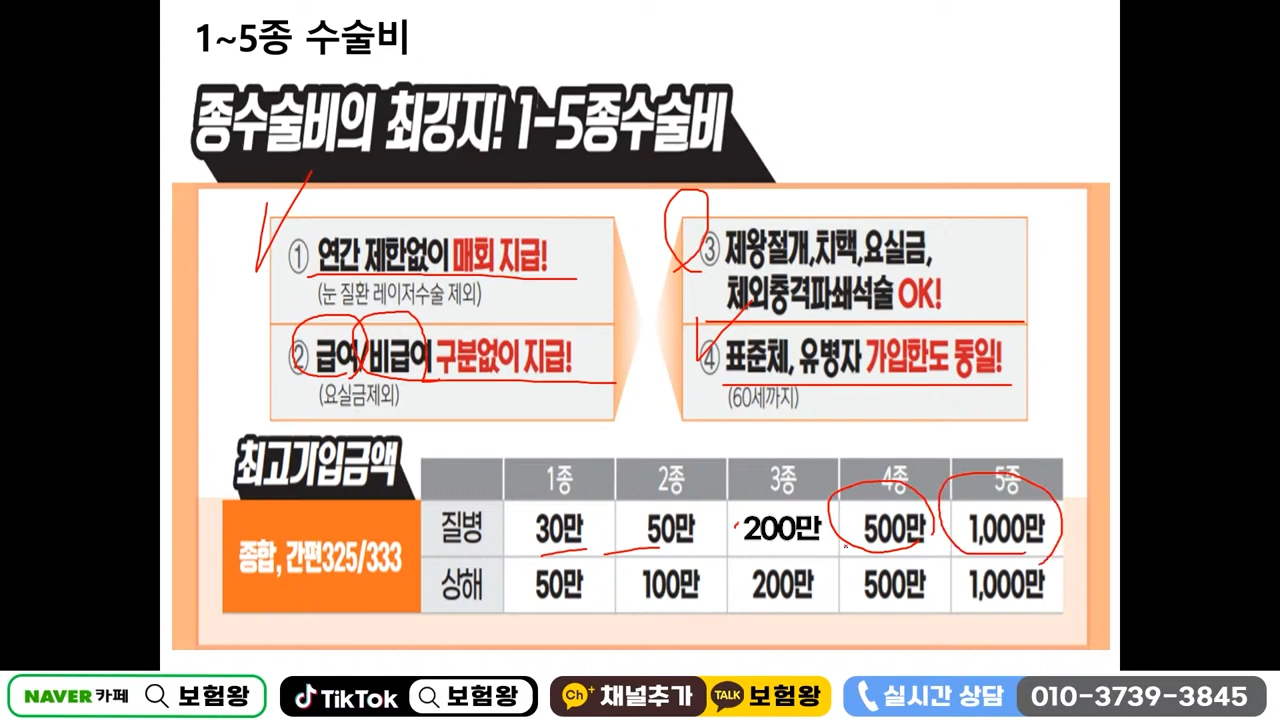 1~5종 수술비
종수술비의 최강자! 1-5종수술비
① 연간 제한없이 매회 지급!
(눈 질환 레이저수술 제외)
② 급여/비급여 구분없이 지급!
(요실금제외)
③ 제왕절개,치핵,요실금,
체외충격파쇄석술 OK!
④ 표준체, 유병자 가입한도 동일!
(60세까지)
최고가입금액
1종 2종 3종 4종 5종
종합, 간편325/333
질병 30만 50만 200만 500만 1,000만
상해 50만 100만 200만 500만 1,000만
NAVER 카페 보험왕 TikTok 보험왕 Ch+ 채널추가 TALK 보험왕 실시간 상담 010-3739-3845